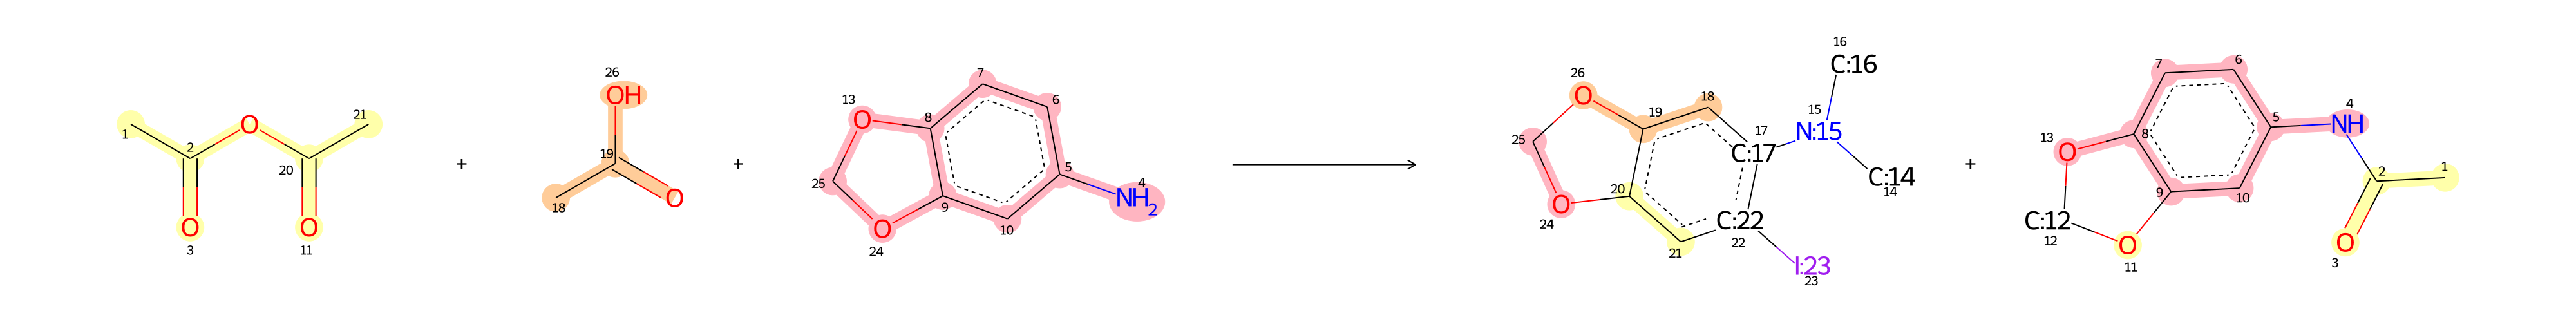 1 2 3 O O 20 21 O 11
+
26 OH 19 18 O
+
13 O 8 7 6 5 4 NH2 25 O 24 9 10
16 C:16 15 N:15 C:14 14 26 O 18 19 17 C:17 25 O 24 20 21 C:22 22 I:23 23
+
7 6 5 4 NH 13 O 8 9 10 2 1 C:12 12 O 11 O 3